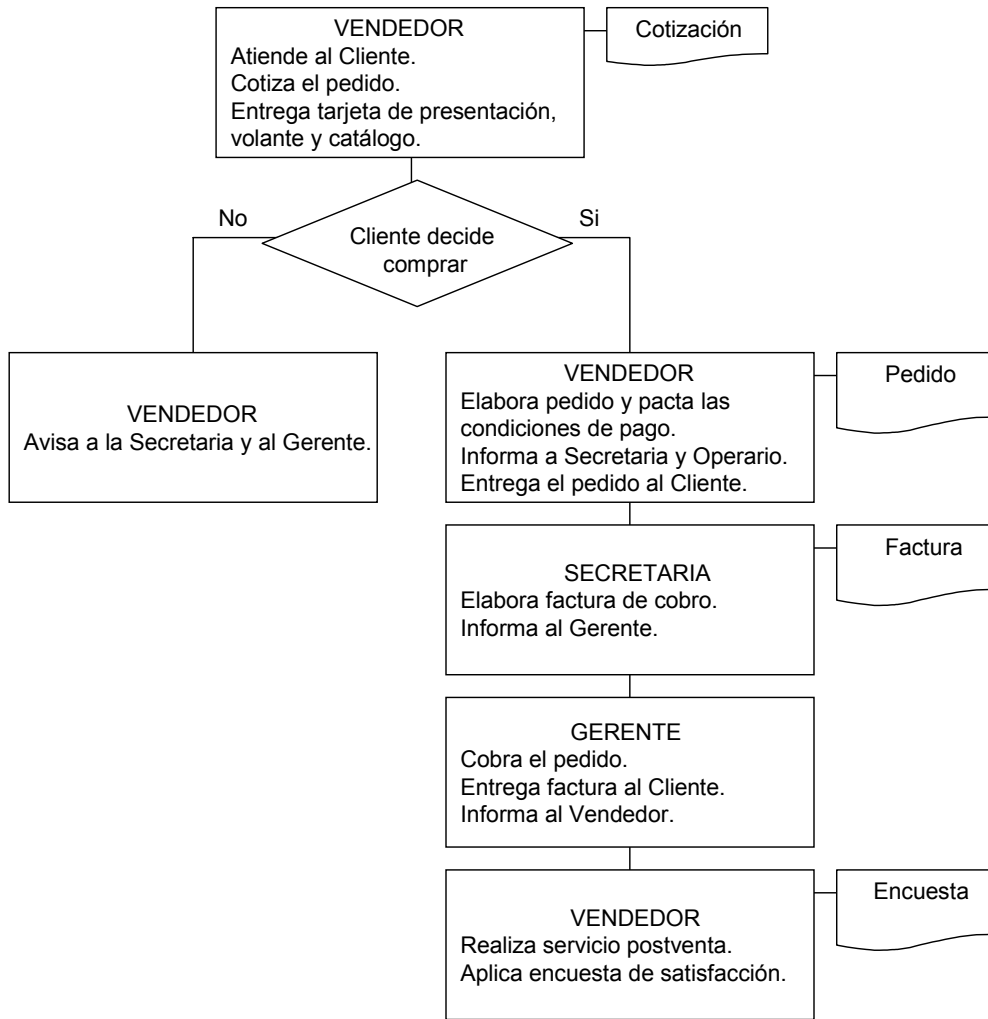 VENDEDOR
Atiende al Cliente.
Cotiza el pedido.
Entrega tarjeta de presentación,
volante y catálogo.
Cotización
No
Si
Cliente decide
comprar
VENDEDOR
Avisa a la Secretaria y al Gerente.
VENDEDOR
Elabora pedido y pacta las
condiciones de pago.
Informa a Secretaria y Operario.
Entrega el pedido al Cliente.
Pedido
SECRETARIA
Elabora factura de cobro.
Informa al Gerente.
Factura
GERENTE
Cobra el pedido.
Entrega factura al Cliente.
Informa al Vendedor.
VENDEDOR
Realiza servicio postventa.
Aplica encuesta de satisfacción.
Encuesta